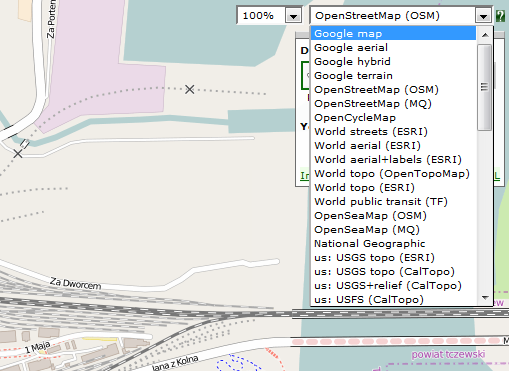 100%
OpenStreetMap (OSM)
?
Za Porten
Google map
Google aerial
Google hybrid
Google terrain
OpenStreetMap (OSM)
OpenStreetMap (MQ)
OpenCycleMap
World streets (ESRI)
World aerial (ESRI)
World aerial+labels (ESRI)
World topo (OpenTopoMap)
World topo (ESRI)
World public transit (TF)
OpenSeaMap (OSM)
OpenSeaMap (MQ)
National Geographic
us: USGS topo (ESRI)
us: USGS topo (CalTopo)
us: USGS+relief (CalTopo)
us: USFS (CalTopo)
Za Dworcem
1 Maja
Jana z Kolna
powiat tczewski